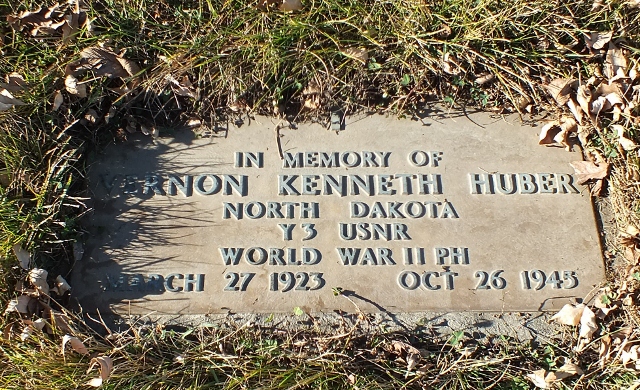 IN MEMORY OF
VERNON KENNETH HUBER
NORTH DAKOTA
Y3 USNR
WORLD WAR II PH
MARCH 27 1923 OCT 26 1945